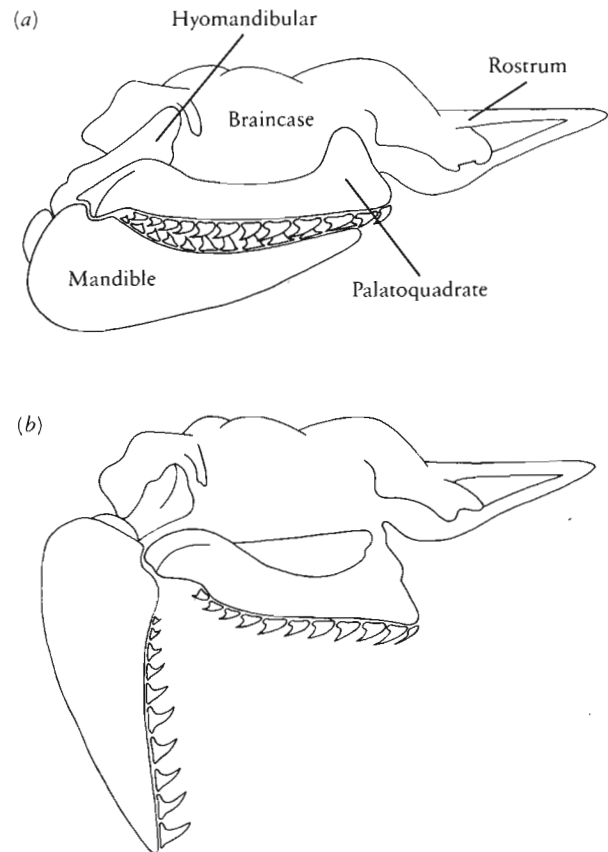 (a)
Hyomandibular
Rostrum
Braincase
Mandible
Palatoquadrate
(b)